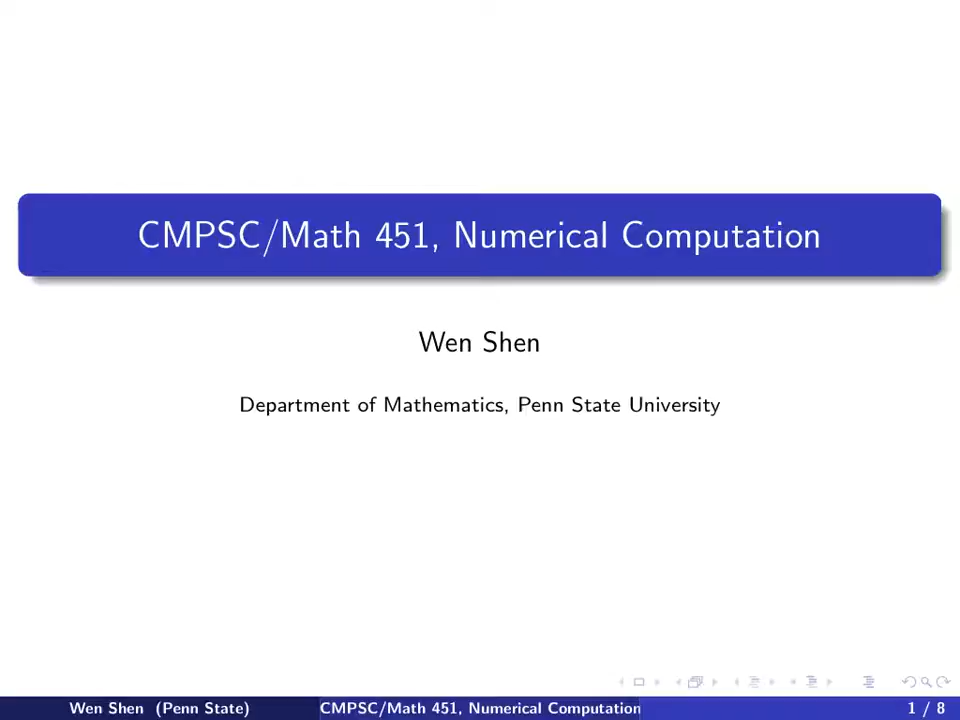 CMPSC/Math 451, Numerical Computation
Wen Shen
Department of Mathematics, Penn State University
Wen Shen (Penn State) CMPSC/Math 451, Numerical Computation 1 / 8